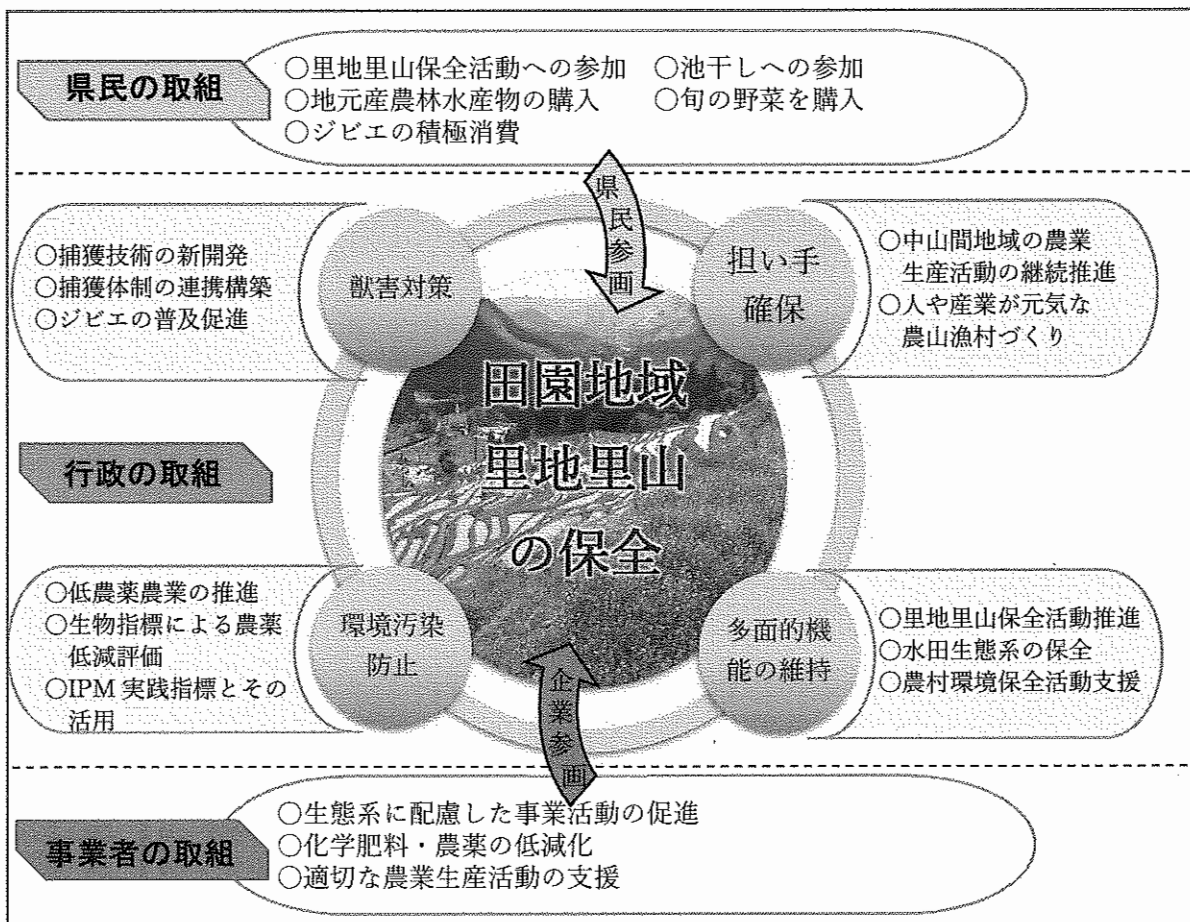 県民の取組
○里地里山保全活動への参加　○池干しへの参加
○地元産農林水産物の購入　○旬の野菜を購入
○ジビエの積極消費
県民参画
○捕獲技術の新開発
○捕獲体制の連携構築
○ジビエの普及促進
獣害対策
担い手
確保
○中山間地域の農業
生産活動の継続推進
○人や産業が元気な
農山漁村づくり
田園地域
里地里山
の保全
行政の取組
○低農薬農業の推進
○生物指標による農薬
低減評価
○IPM 実践指標とその
活用
環境汚染
防止
多面的機
能の維持
○里地里山保全活動推進
○水田生態系の保全
○農村環境保全活動支援
企業参画
事業者の取組
○生態系に配慮した事業活動の促進
○化学肥料・農薬の低減化
○適切な農業生産活動の支援